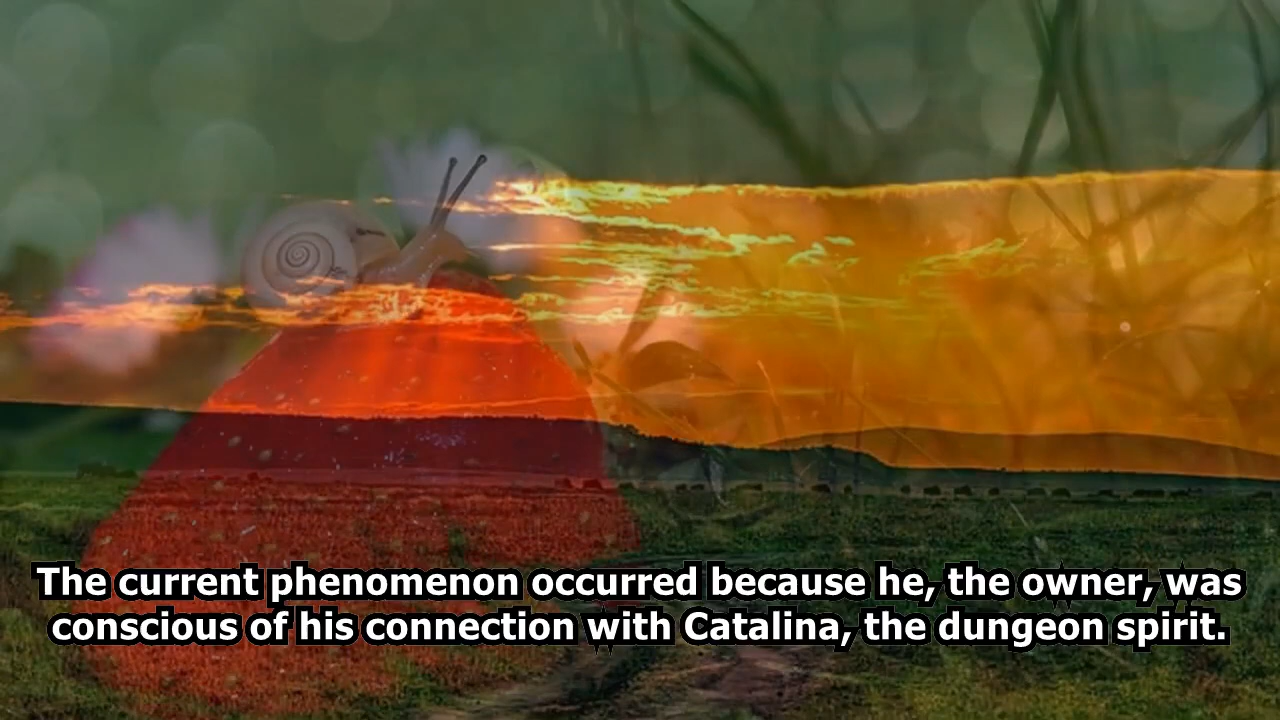 The current phenomenon occurred because he, the owner, was
conscious of his connection with Catalina, the dungeon spirit.